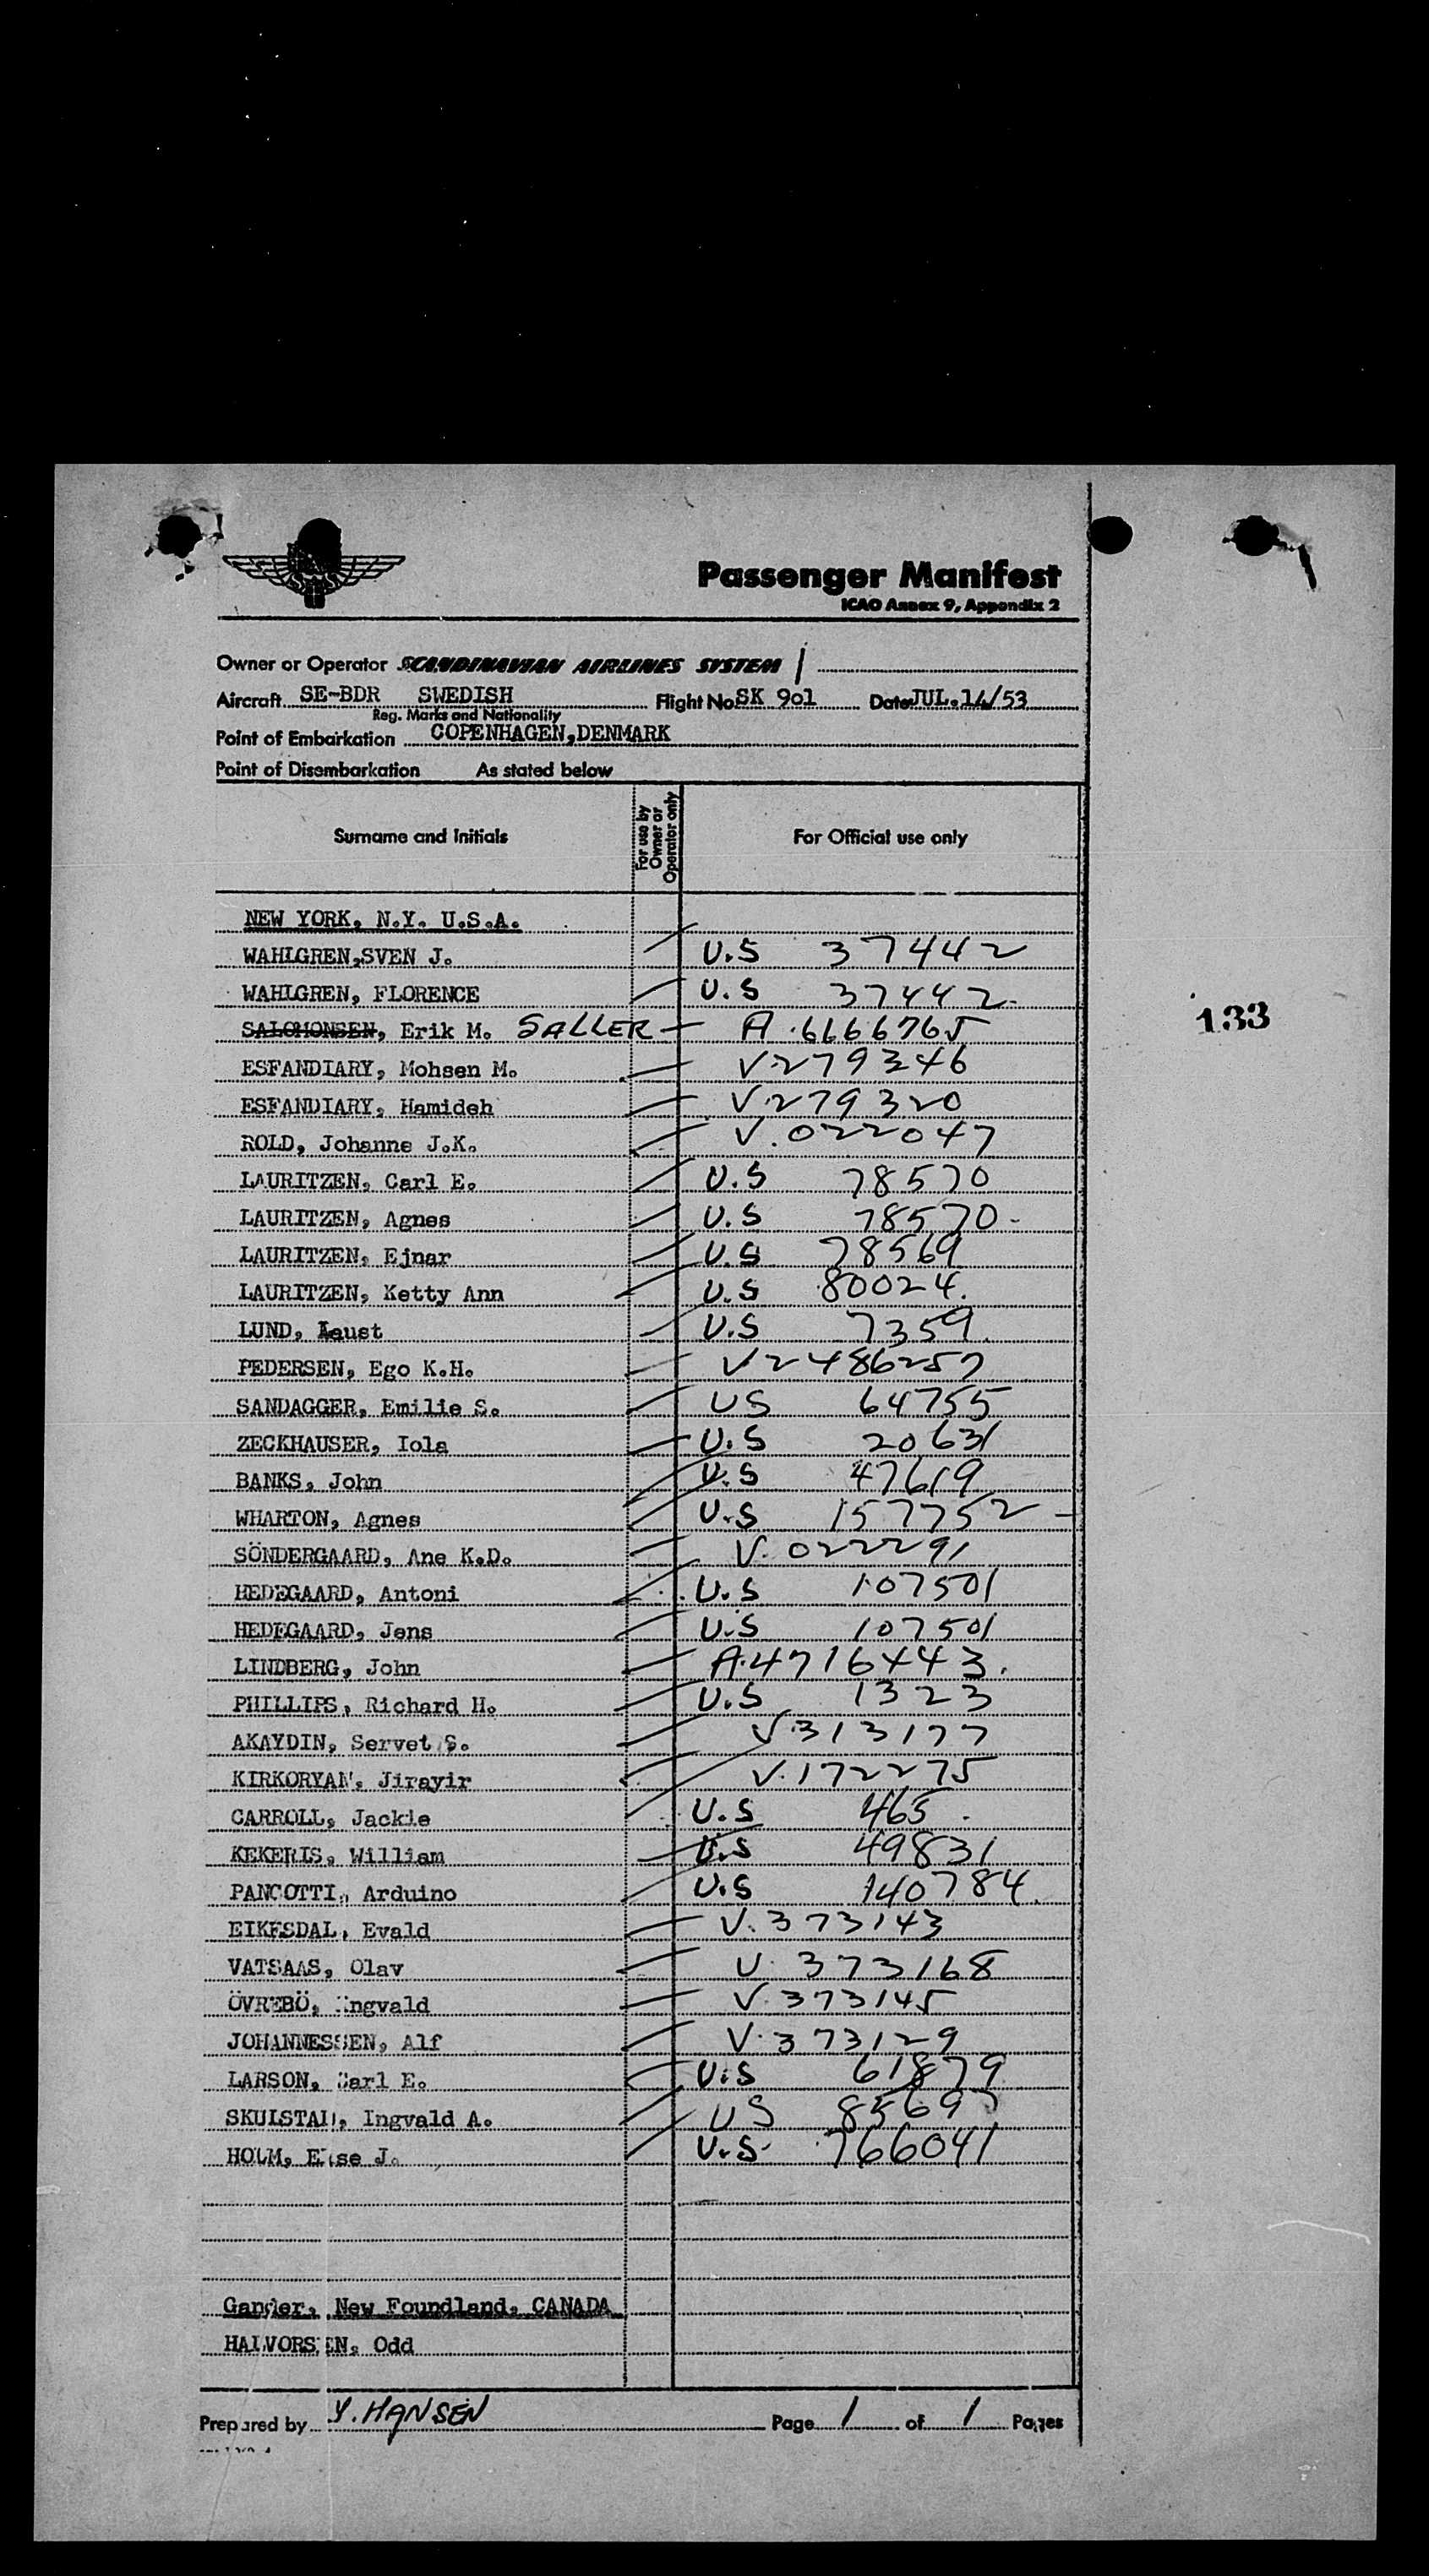 SAS
Passenger Manifest
ICAO Annex 9, Appendix 2
Owner or Operator SCANDINAVIAN AIRLINES SYSTEM /
Aircraft SE-BDR SWEDISH Flight No. SK 901 Date JUL.14/53
Reg. Marks and Nationality
Point of Embarkation COPENHAGEN,DENMARK
Point of Disembarkation As stated below
Surname and Initials For use by Owner or Operator only For Official use only
NEW YORK, N.Y. U.S.A.
WAHLGREN,SVEN J. U.S 37442
WAHLGREN, FLORENCE U.S 37442
133
SALOMONSEN, Erik M. SALLER A.6666765
ESFANDIARY, Mohsen M. V.279346
ESFANDIARY, Hamideh V.279320
ROLD, Johanne J.K. V.022047
LAURITZEN, Carl E. U.S 78570
LAURITZEN, Agnes U.S 78570
LAURITZEN, Ejnar U.S 78569
LAURITZEN, Ketty Ann U.S 80024.
LUND, Laust U.S 7359.
PEDERSEN, Ego K.H. V2486257
SANDAGGER, Emilie S. US 64755
ZECKHAUSER, Iola U.S 20631
BANKS, John U.S 47619
WHARTON, Agnes U.S 157752
SÖNDERGAARD, Ane K.D. V.022291
HEDEGAARD, Antoni U.S 107501
HEDEGAARD, Jens U.S 107501
LINDBERG, John A.4716443.
PHILLIPS, Richard H. U.S 1323
AKAYDIN, Servet S. V.313177
KIRKORYAN, Jirayir V.172275
CARROLL, Jackie U.S 465.
KEKERIS, William U.S 49831
PANCOTTI, Arduino U.S 140784.
EIKESDAL, Evald V.373143
VATSAAS, Olav V.373168
ÖVREBÖ, Ingvald V.373145
JOHANNESSEN, Alf V.373129
LARSON, Carl E. U.S 61879
SKULSTAD, Ingvald A. US 85697
HOLM, Else J. U.S. 766041
Gander, New Foundland, CANADA
HALVORSEN, Odd
Prepared by Y. HANSEN Page 1 of 1 Pages